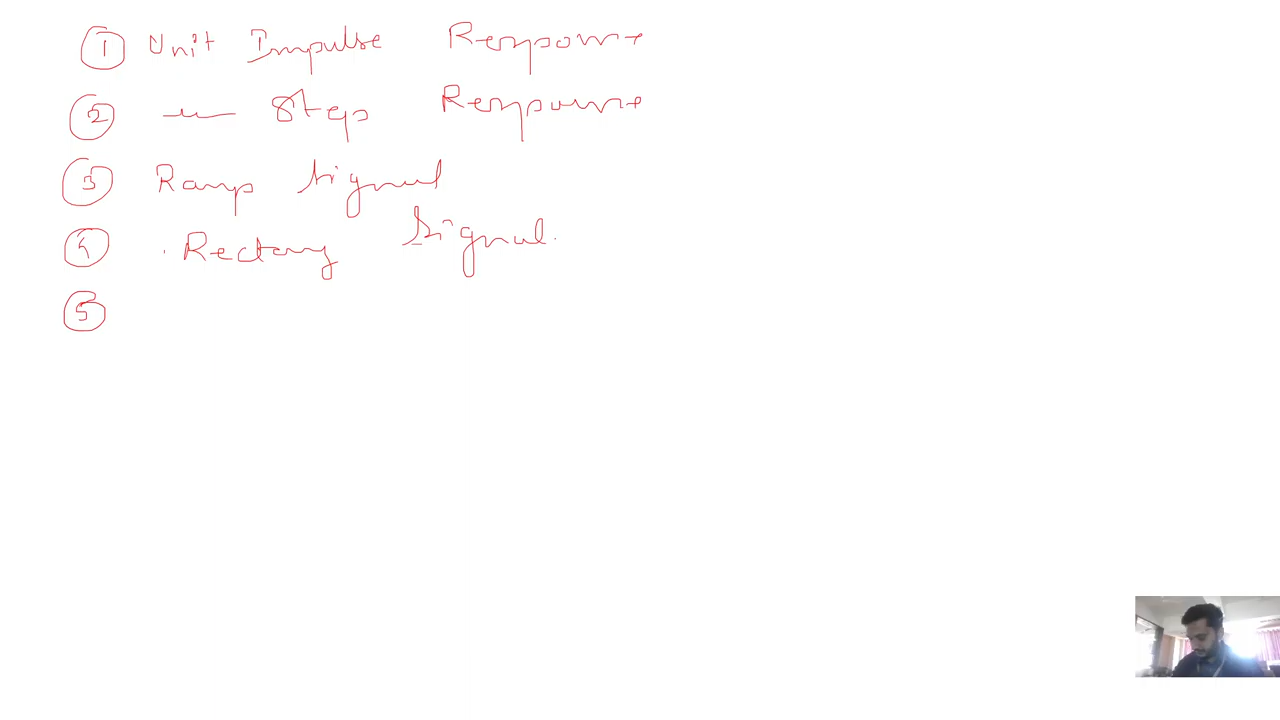 ① Unit Impulse Response
② —〃— Step Response
③ Ramp Signal
④ Rectang Signal.
⑤